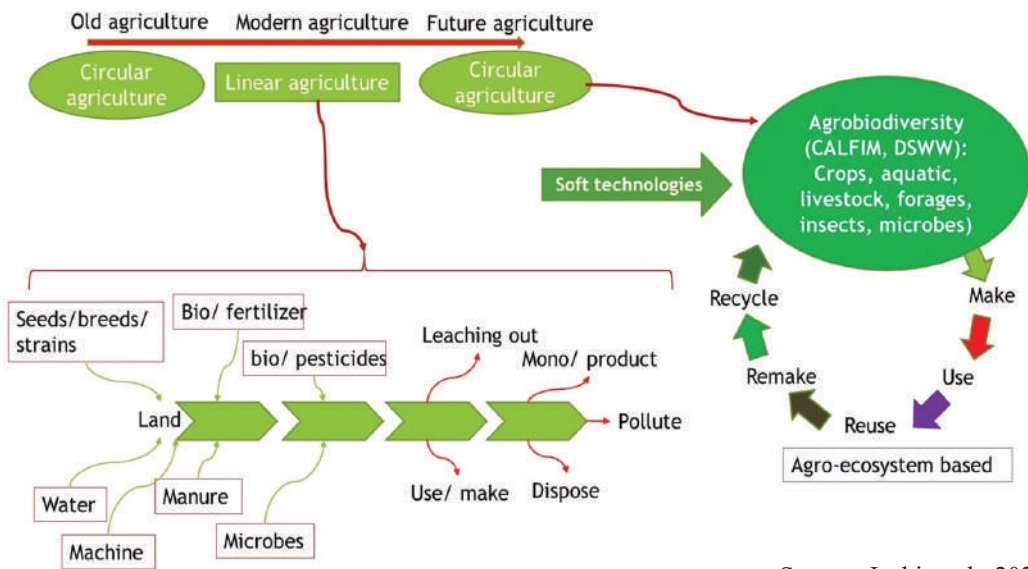 Old agriculture
Modern agriculture
Future agriculture
Circular
agriculture
Linear agriculture
Circular
agriculture
Agrobiodiversity
(CALFIM, DSWW):
Crops, aquatic,
livestock, forages,
insects, microbes)
Soft technologies
Make
Use
Reuse
Remake
Recycle
Agro-ecosystem based
Seeds/breeds/
strains
Bio/ fertilizer
bio/ pesticides
Leaching out
Mono/ product
Land
Pollute
Water
Machine
Manure
Microbes
Use/ make
Dispose